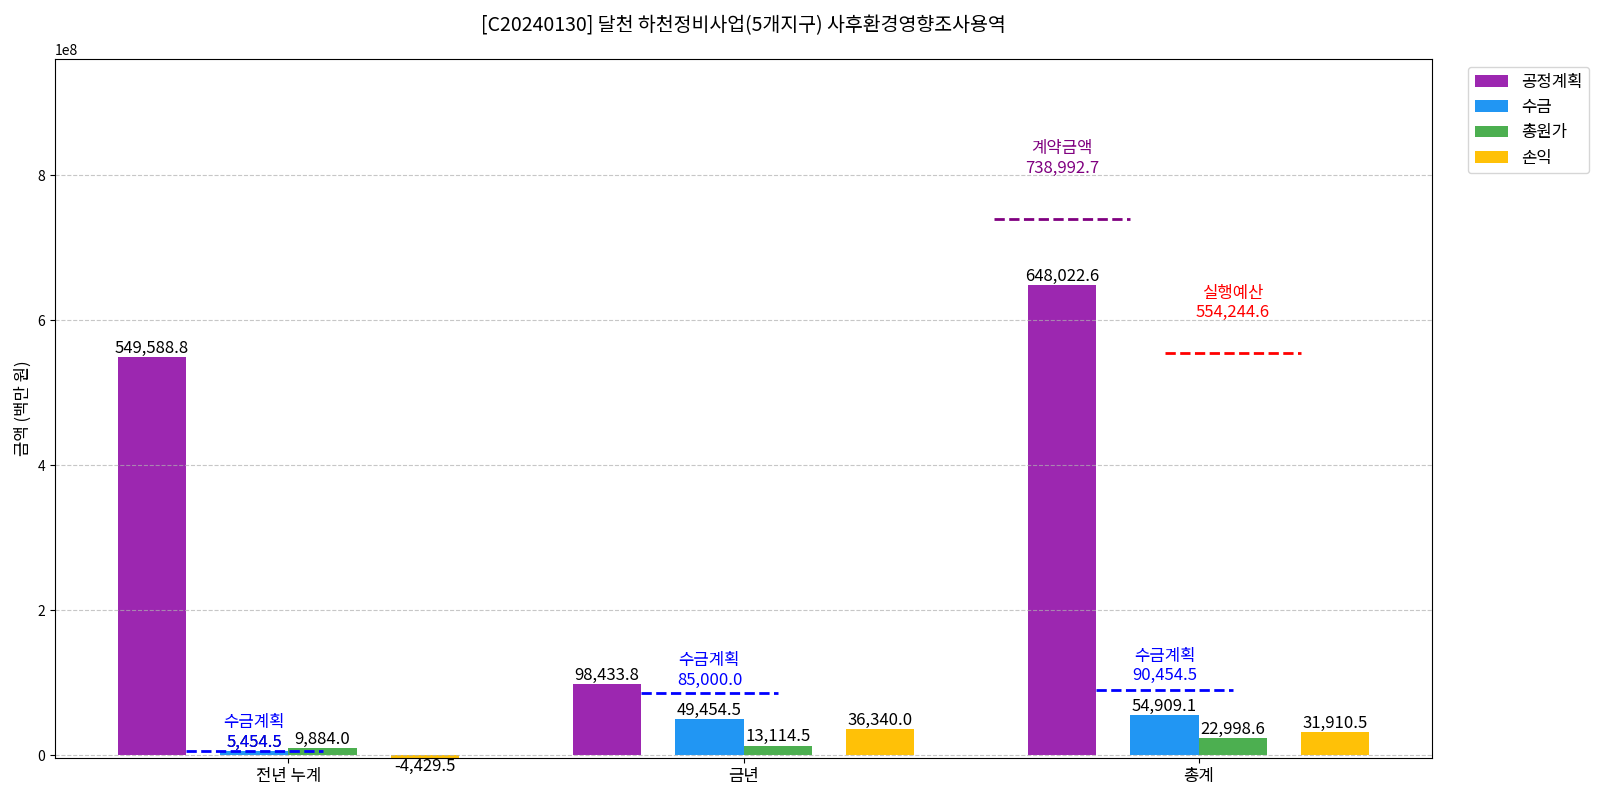 [C20240130] 달천 하천정비사업(5개지구) 사후환경영향조사용역
1e8
공정계획
수금
총원가
손익
계약금액
738,992.7
8
648,022.6
실행예산
554,244.6
6
549,588.8
금액 (백만 원)
4
2
수금계획
90,454.5
수금계획
85,000.0
98,433.8
54,909.1
49,454.5
36,340.0
31,910.5
22,998.6
수금계획
5,454.5
5,454.5
9,884.0
13,114.5
0
-4,429.5
전년 누계
금년
총계